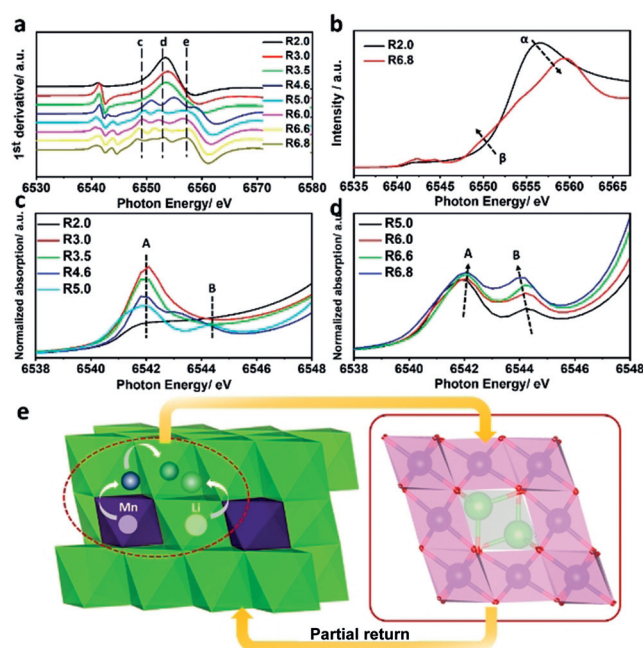 a
c d e
1st derivative/ a.u.
R2.0
R3.0
R3.5
R4.6
R5.0
R6.0
R6.6
R6.8
6530 6540 6550 6560 6570 6580
Photon Energy/ eV
b
R2.0
R6.8
α
β
Intensity / a.u.
6535 6540 6545 6550 6555 6560 6565
Photon Energy/ eV
c
R2.0
R3.0
R3.5
R4.6
R5.0
A
B
Normalized absorption/ a.u.
6538 6540 6542 6544 6546 6548
Photon Energy/ eV
d
R5.0
R6.0
R6.6
R6.8
A
B
Normalized absorption/ a.u.
6538 6540 6542 6544 6546 6548
Photon Energy/ eV
e
Mn
Li
Partial return